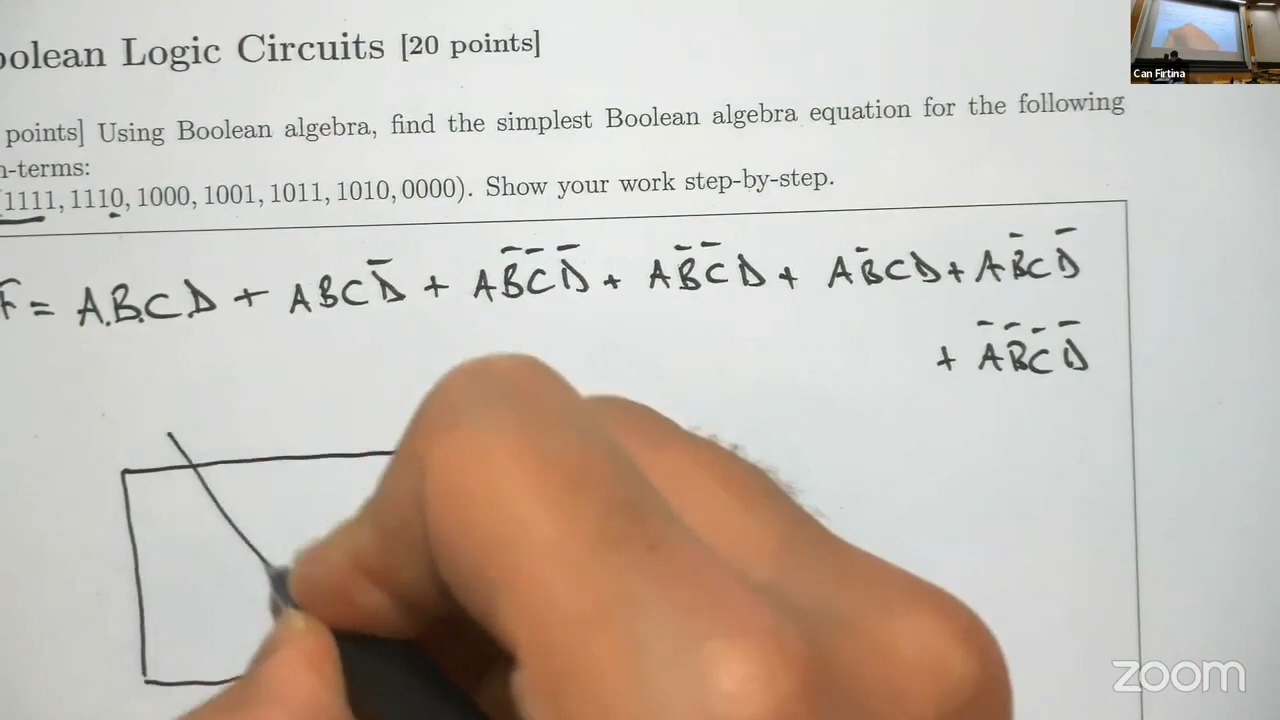 oolean Logic Circuits [20 points]
points] Using Boolean algebra, find the simplest Boolean algebra equation for the following
n-terms:
1111, 1110, 1000, 1001, 1011, 1010, 0000). Show your work step-by-step.
F = A.B.C.D + ABCD̅ + AB̅C̅D̅ + AB̅C̅D + AB̅CD + AB̅CD̅
+ A̅B̅C̅D̅
Can Firtina
zoom